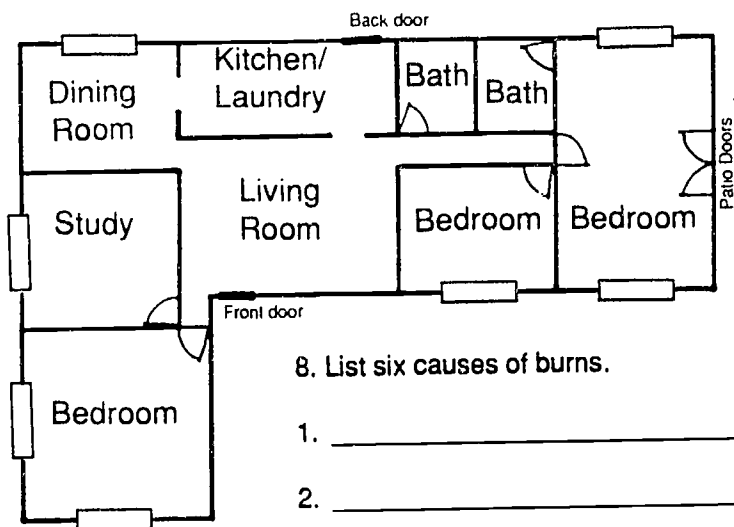 Back door
Kitchen/
Laundry
Bath
Bath
Dining
Room
Patio Doors
Living
Room
Study
Bedroom
Bedroom
Front door
Bedroom
8. List six causes of burns.
1.
2.